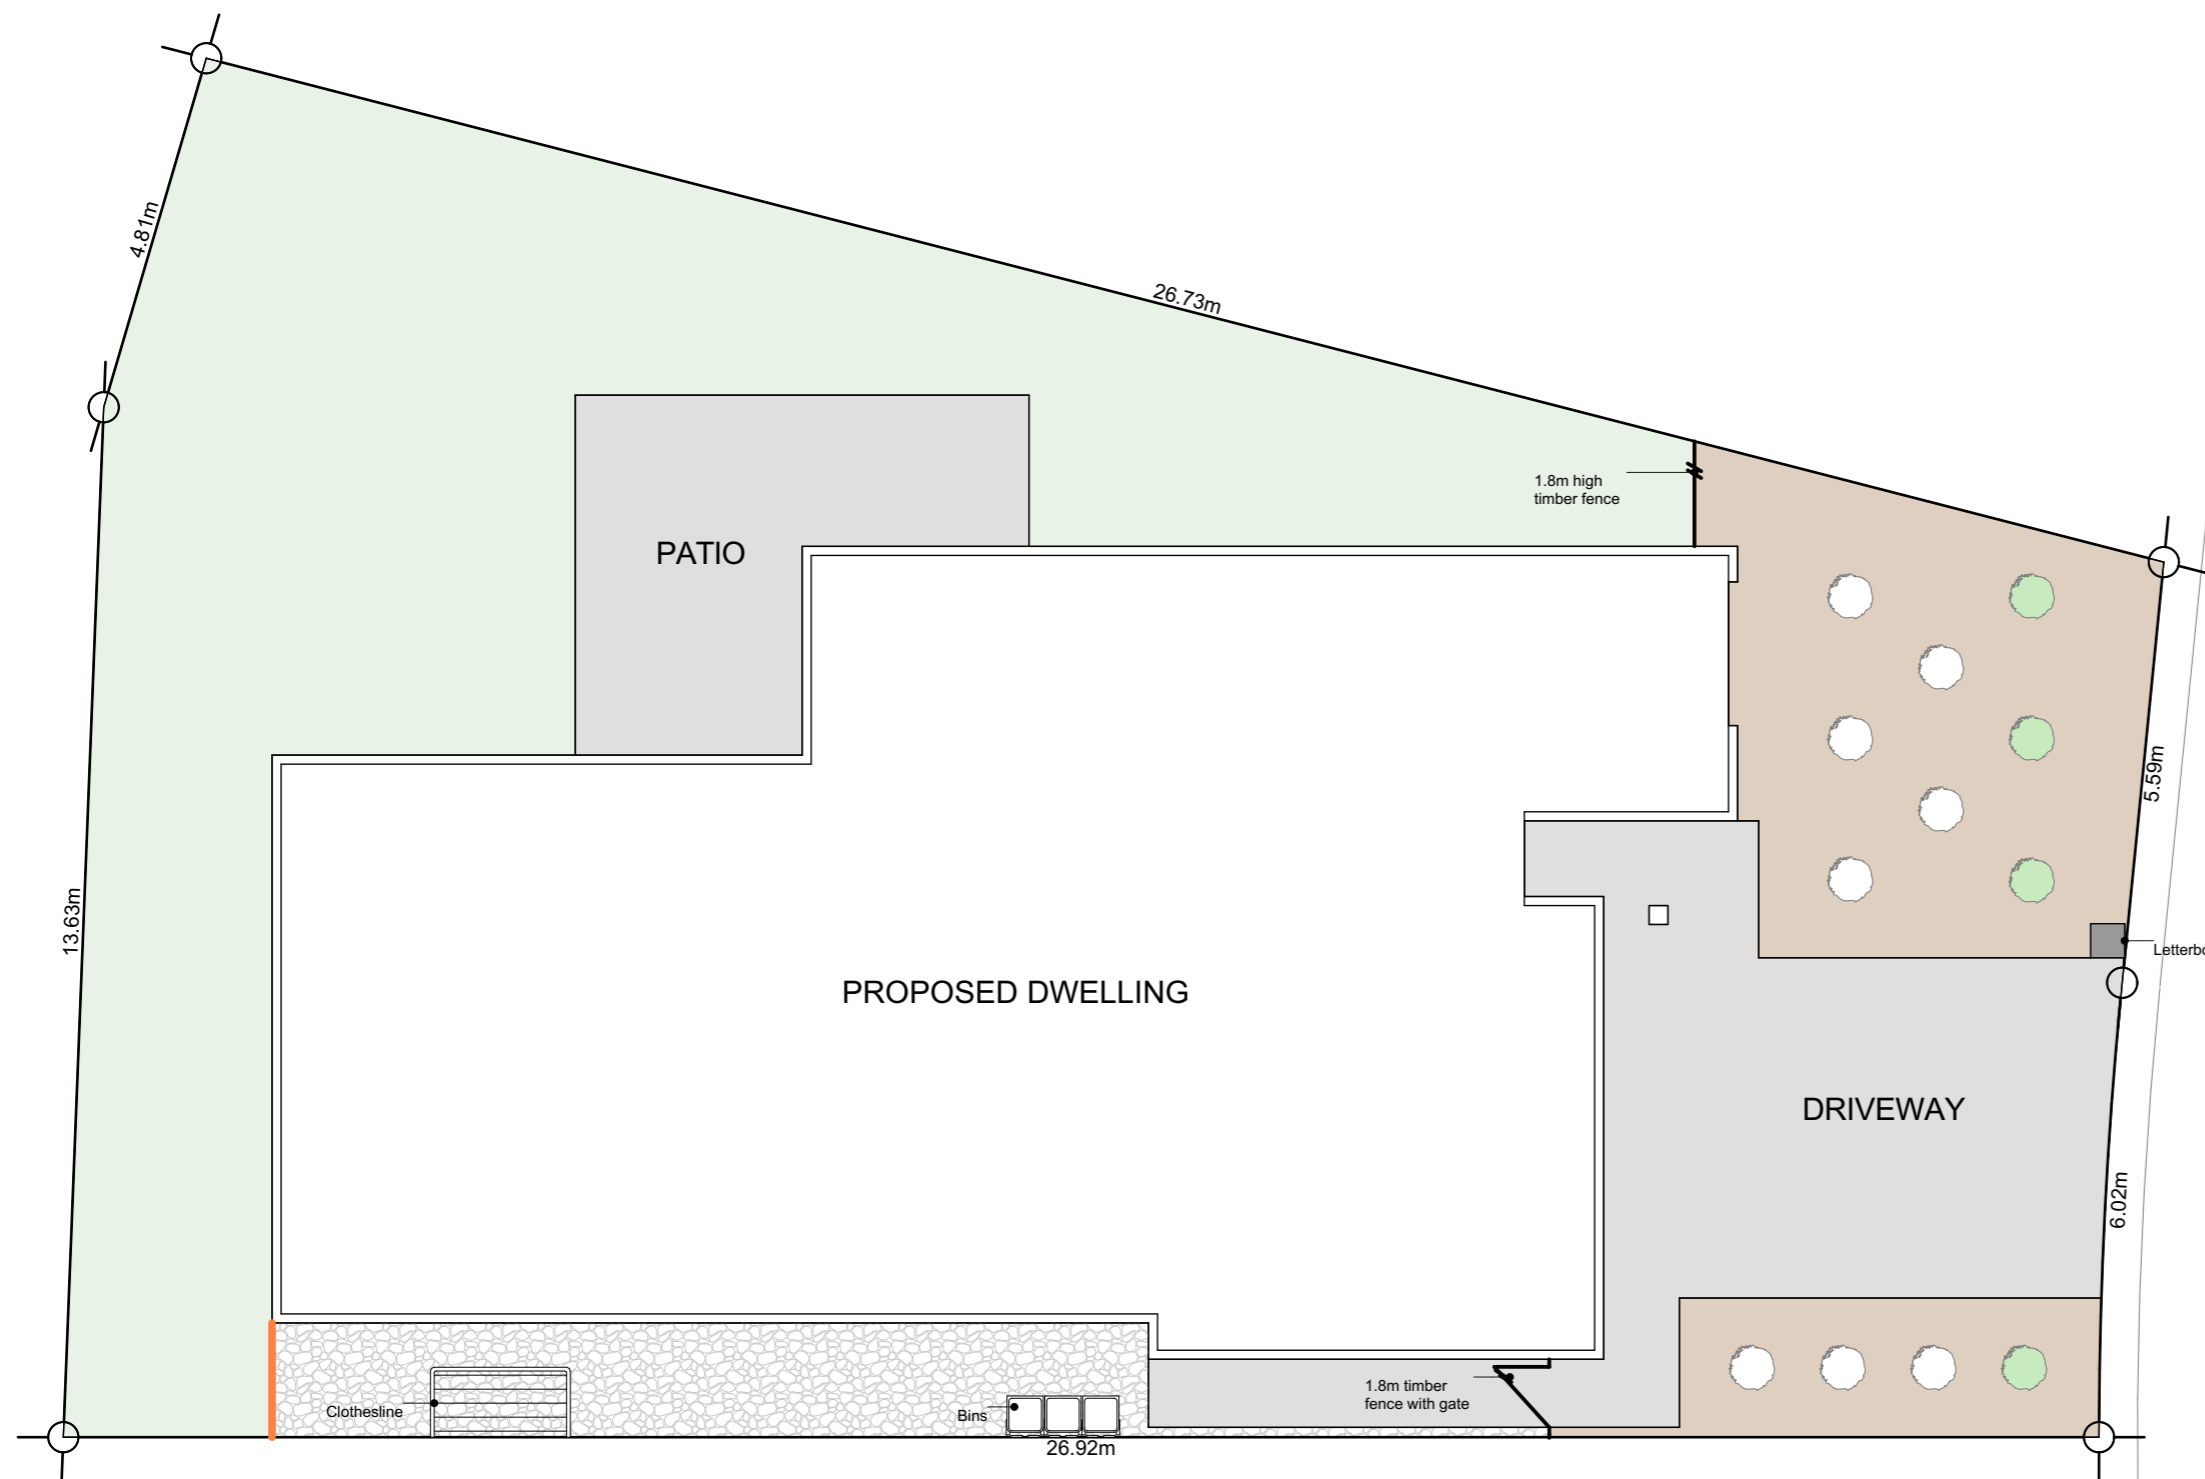 4.81m
26.73m
1.8m high
timber fence
PATIO
5.59m
13.63m
Letterbo
PROPOSED DWELLING
DRIVEWAY
6.02m
1.8m timber
fence with gate
Clothesline
Bins
26.92m